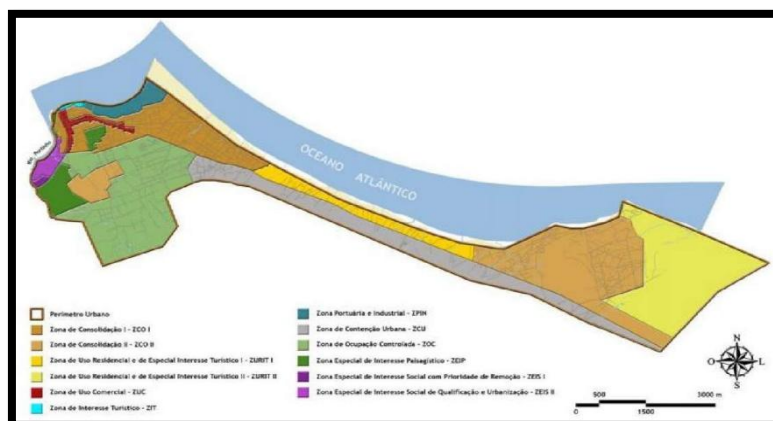 OCEANO ATLÂNTICO
Perímetro Urbano
Zona de Consolidação I - ZCO I
Zona de Consolidação II - ZCO II
Zona de Uso Residencial e de Especial Interesse Turístico I - ZURIT I
Zona de Uso Residencial e de Especial Interesse Turístico II - ZURIT II
Zona de Uso Comercial - ZUC
Zona de Interesse Turístico - ZIT
Zona Portuária e Industrial - ZPIN
Zona de Contenção Urbana - ZCU
Zona de Ocupação Controlada - ZOC
Zona Especial de Interesse Paisagístico - ZEIP
Zona Especial de Interesse Social com Prioridade de Remoção - ZEIS I
Zona Especial de Interesse Social de Qualificação e Urbanização - ZEIS II
N
O L
S
500 3000 m
0 1500